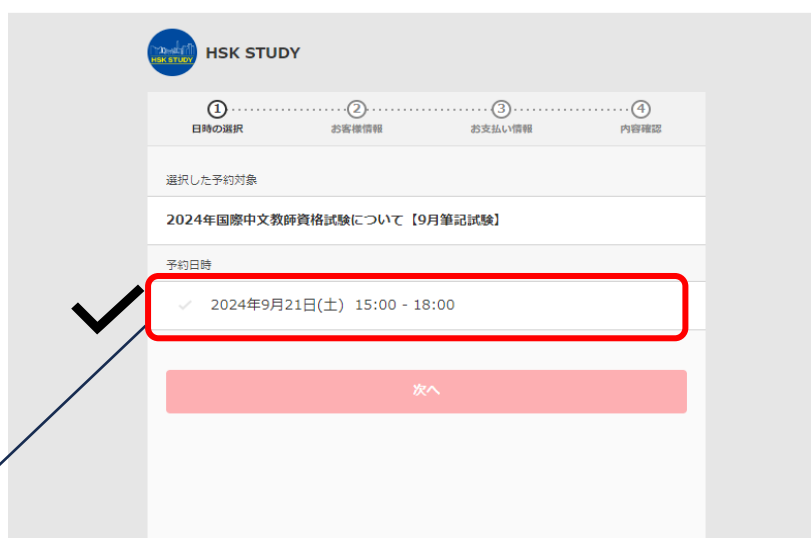 HSK STUDY
HSK STUDY
① ② ③ ④
日時の選択 お客様情報 お支払い情報 内容確認
選択した予約対象
2024年国際中文教師資格試験について【9月筆記試験】
予約日時
2024年9月21日(土) 15:00 - 18:00
次へ